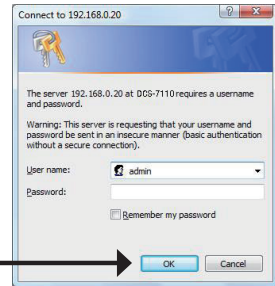 Connect to 192.168.0.20
The server 192.168.0.20 at DCS-7110 requires a username
and password.
Warning: This server is requesting that your username and
password be sent in an insecure manner (basic authentication
without a secure connection).
User name:
admin
Password:
Remember my password
OK
Cancel